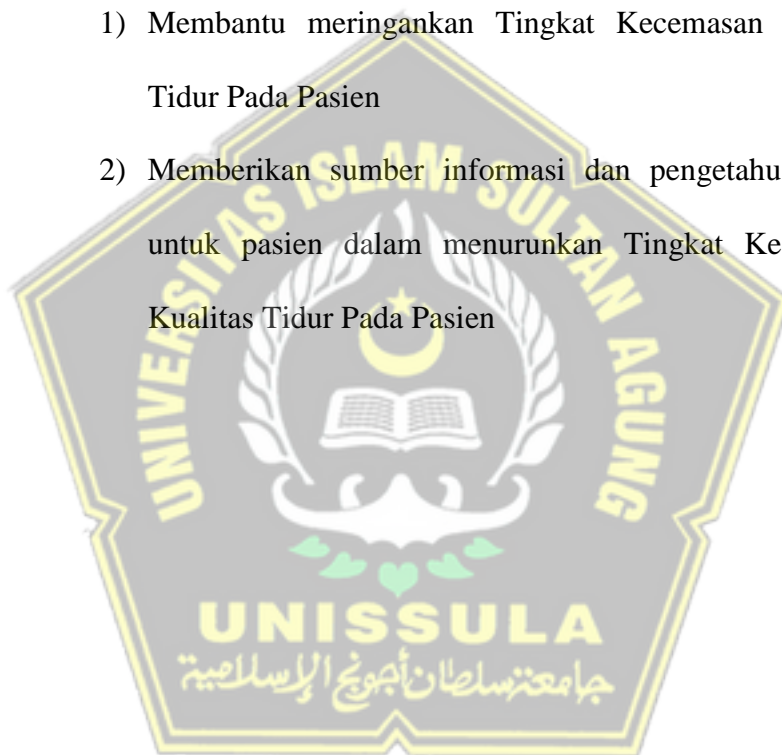 1) Membantu meringankan Tingkat Kecemasan
Tidur Pada Pasien
2) Memberikan sumber informasi dan pengetahu
untuk pasien dalam menurunkan Tingkat Ke
Kualitas Tidur Pada Pasien
UNIVERSITAS ISLAM SULTAN AGUNG
UNISSULA
جامعة سلطان أجونج الإسلامية